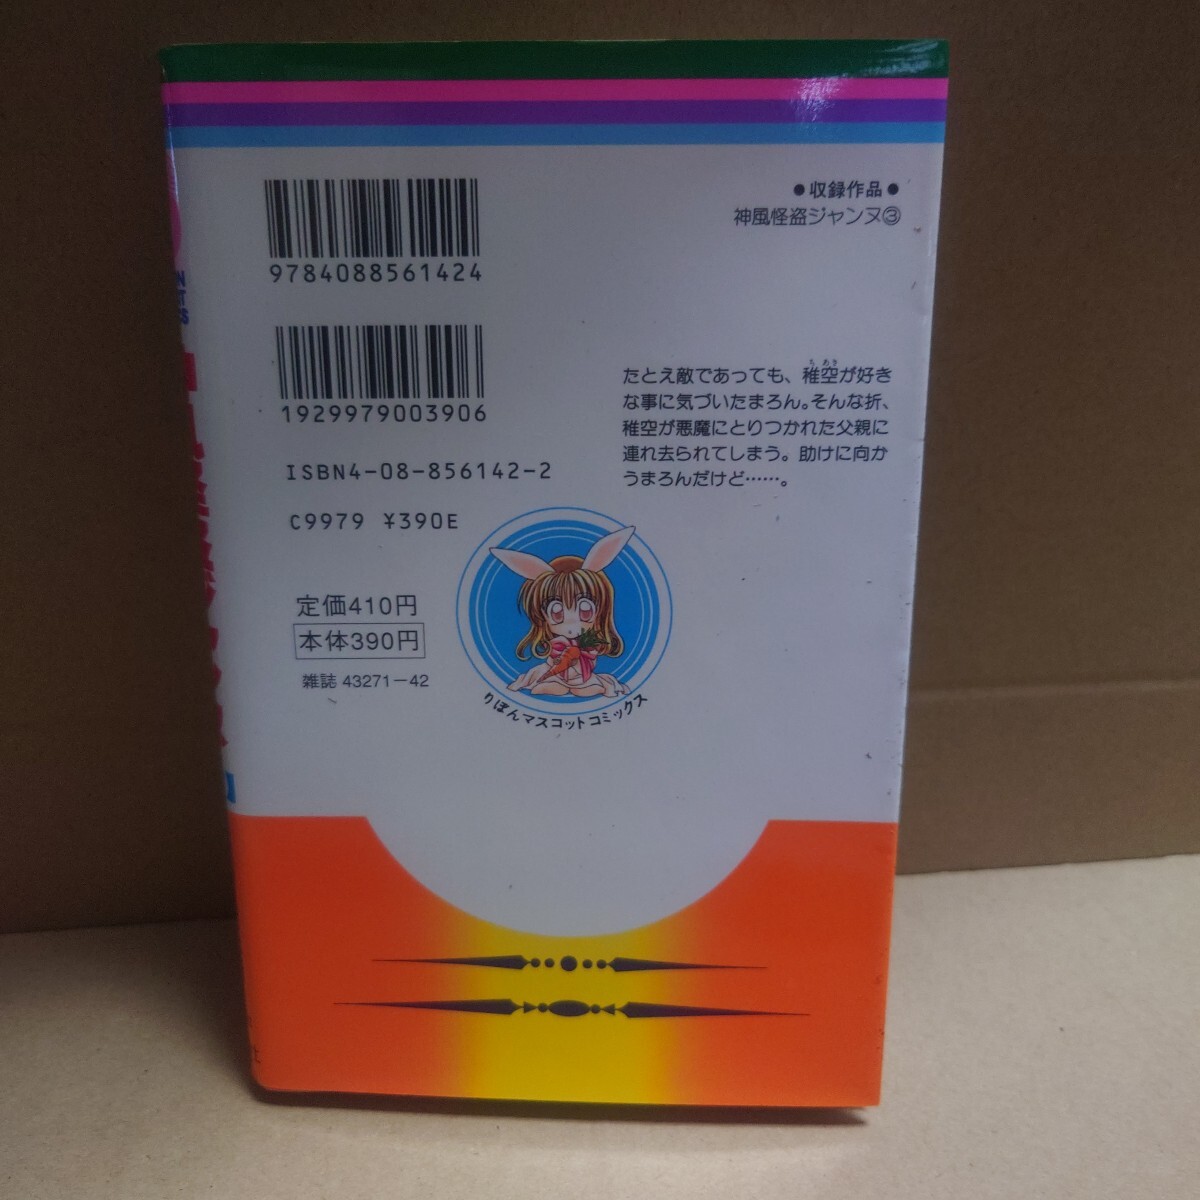 ●収録作品●
神風怪盗ジャンヌ③
9784088561424
1929979003906
ISBN4-08-856142-2
C9979 ¥390E
定価410円
本体390円
雑誌 43271-42
ち あき
たとえ敵であっても、稚空が好き
な事に気づいたまろん。そんな折、
稚空が悪魔にとりつかれた父親に
連れ去られてしまう。助けに向か
うまろんだけど……。
りぼんマスコットコミックス